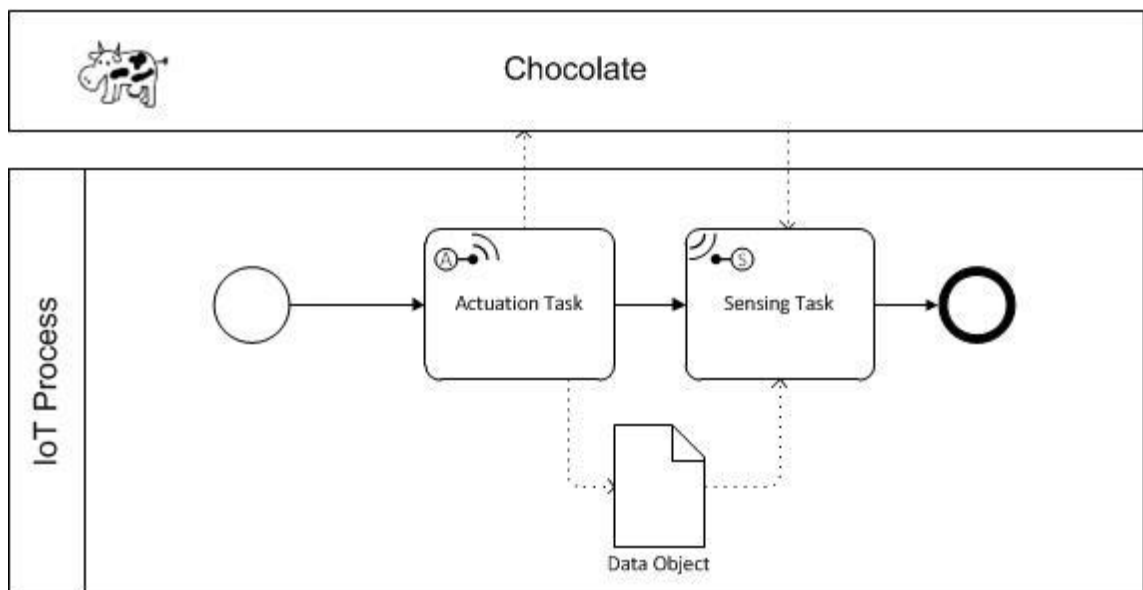 Chocolate
IoT Process
A
Actuation Task
S
Sensing Task
Data Object